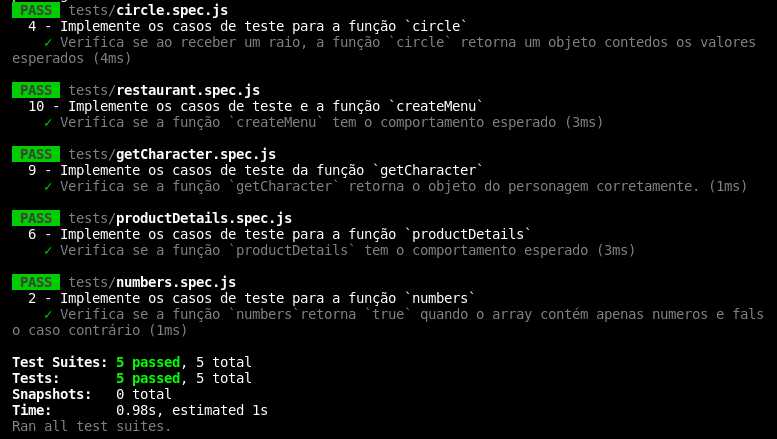 PASS tests/circle.spec.js
4 - Implemente os casos de teste para a função `circle`
✓ Verifica se ao receber um raio, a função `circle` retorna um objeto contedos os valores
esperados (4ms)
PASS tests/restaurant.spec.js
10 - Implemente os casos de teste e a função `createMenu`
✓ Verifica se a função `createMenu` tem o comportamento esperado (3ms)
PASS tests/getCharacter.spec.js
9 - Implemente os casos de teste da função `getCharacter`
✓ Verifica se a função `getCharacter` retorna o objeto do personagem corretamente. (1ms)
PASS tests/productDetails.spec.js
6 - Implemente os casos de teste para a função `productDetails`
✓ Verifica se a função `productDetails` tem o comportamento esperado (3ms)
PASS tests/numbers.spec.js
2 - Implemente os casos de teste para a função `numbers`
✓ Verifica se a função `numbers`retorna `true` quando o array contém apenas numeros e fals
o caso contrário (1ms)
Test Suites: 5 passed, 5 total
Tests: 5 passed, 5 total
Snapshots: 0 total
Time: 0.98s, estimated 1s
Ran all test suites.